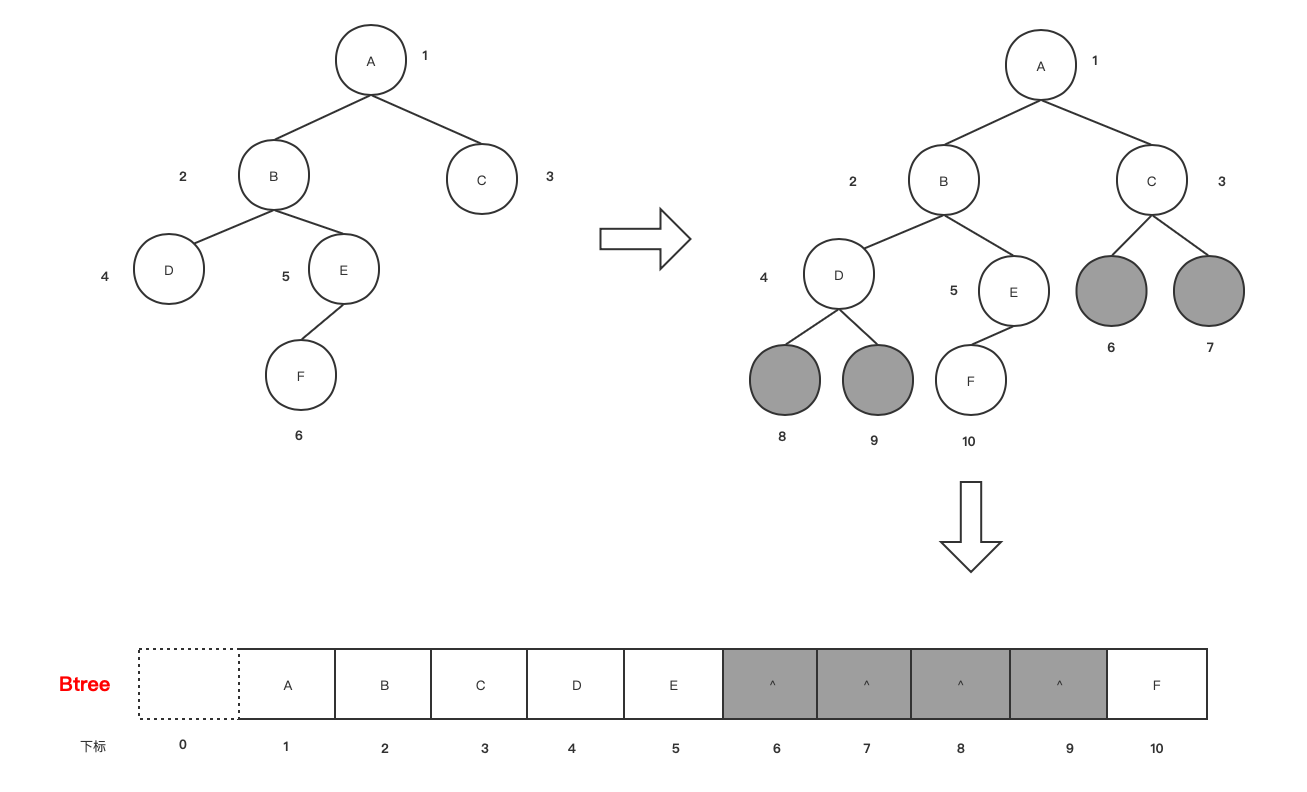 A 1
2 B C 3
4 D 5 E
F
6
A 1
2 B C 3
4 D 5 E
6 7
F
8 9 10
Btree A B C D E ^ ^ ^ ^ F
下标 0 1 2 3 4 5 6 7 8 9 10